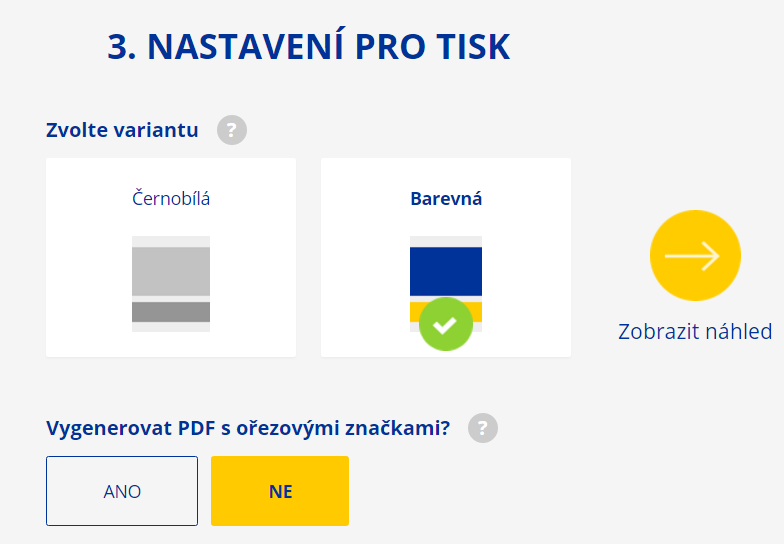 3. NASTAVENÍ PRO TISK
Zvolte variantu ?
Černobílá
Barevná
Zobrazit náhled
Vygenerovat PDF s ořezovými značkami? ?
ANO
NE